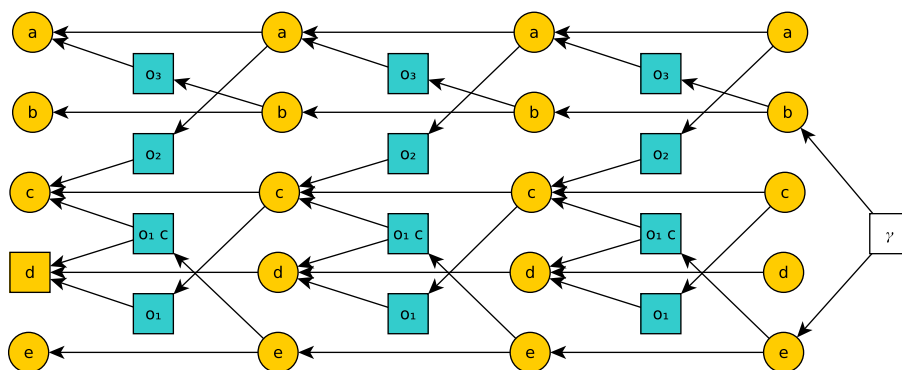 a a a a
o₃ o₃ o₃
b b b b
o₂ o₂ o₂
c c c c
o₁ c o₁ c o₁ c γ
d d d d
o₁ o₁ o₁
e e e e